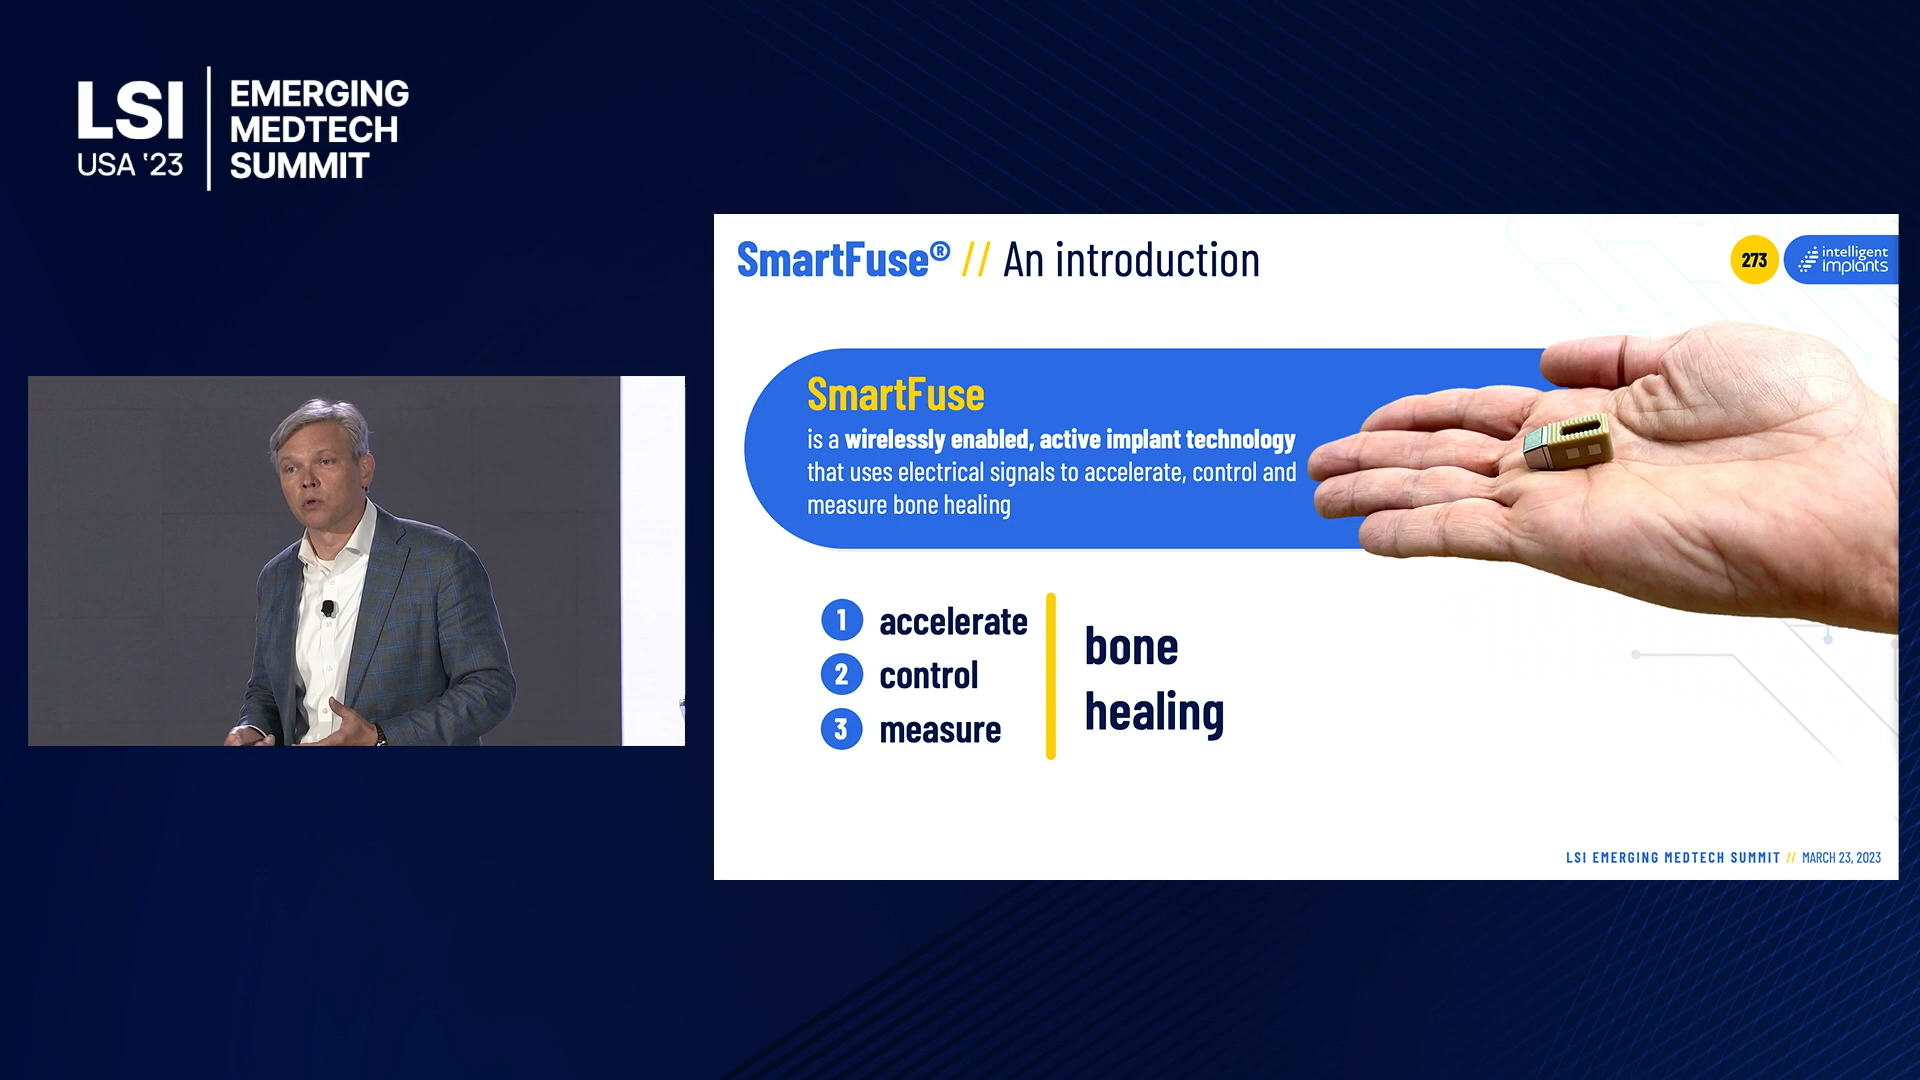 LSI
USA '23
EMERGING
MEDTECH
SUMMIT
SmartFuse® // An introduction
273
intelligent
implants
SmartFuse
is a wirelessly enabled, active implant technology
that uses electrical signals to accelerate, control and
measure bone healing
1 accelerate
2 control
3 measure
bone
healing
LSI EMERGING MEDTECH SUMMIT // MARCH 23, 2023